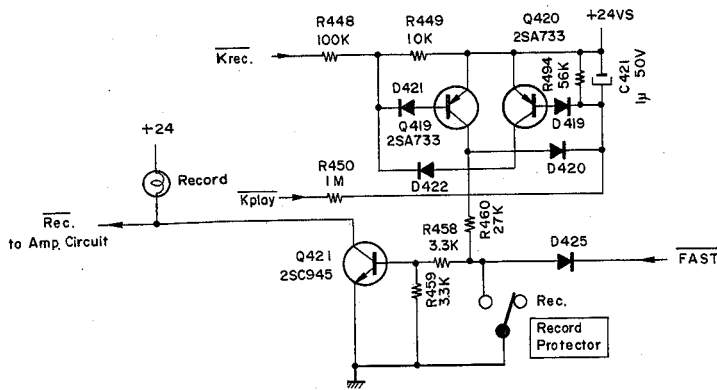 R448
100K
R449
10K
Q420
2SA733
+24VS
Krec.
R494
56K
C421
1μ 50V
D421
Q419
2SA733
D419
+24
D420
Record
R450
1M
D422
Kplay
Rec.
to Amp. Circuit
R460
27K
R458
3.3K
D425
Q421
2SC945
FAST
R459
3.3K
Rec.
Record
Protector